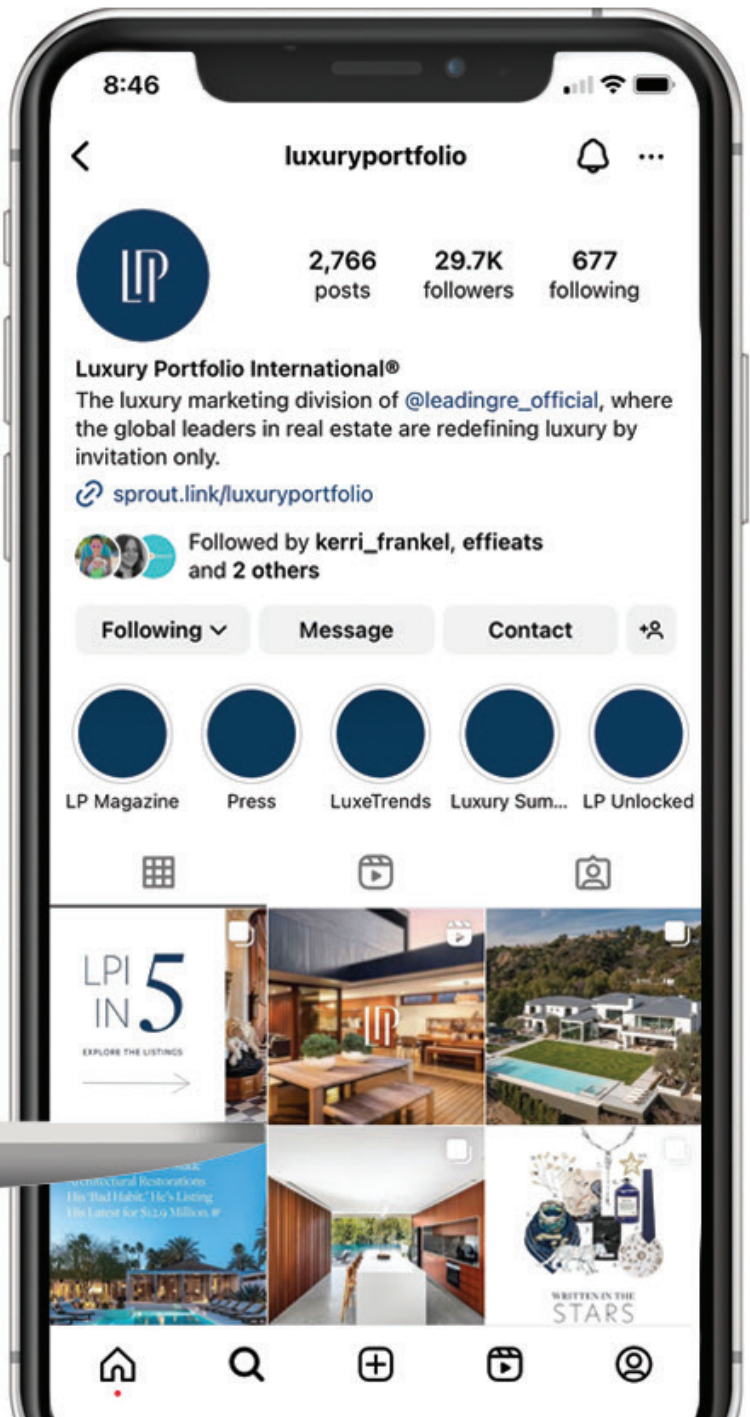 8:46
luxuryportfolio
LP
2,766
posts
29.7K
followers
677
following
Luxury Portfolio International®
The luxury marketing division of @leadingre_official, where
the global leaders in real estate are redefining luxury by
invitation only.
sprout.link/luxuryportfolio
Followed by kerri_frankel, effieats
and 2 others
Following
Message
Contact
LP Magazine
Press
LuxeTrends
Luxury Sum...
LP Unlocked
LPI
IN 5
EXPLORE THE LISTINGS
LP
Architectural Restorations
His 'Bad Habit.' He's Listing
His Latest for $12.9 Million.
WRITTEN IN THE
STARS